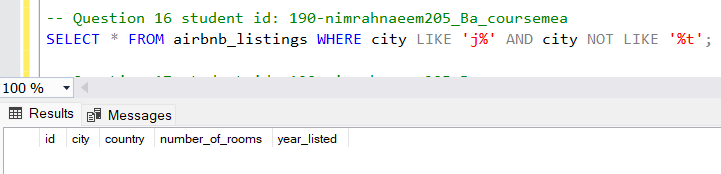 -- Question 16 student id: 190-nimrahnaeem205_Ba_coursemea
SELECT * FROM airbnb_listings WHERE city LIKE 'j%' AND city NOT LIKE '%t';
100 %
Results Messages
id city country number_of_rooms year_listed